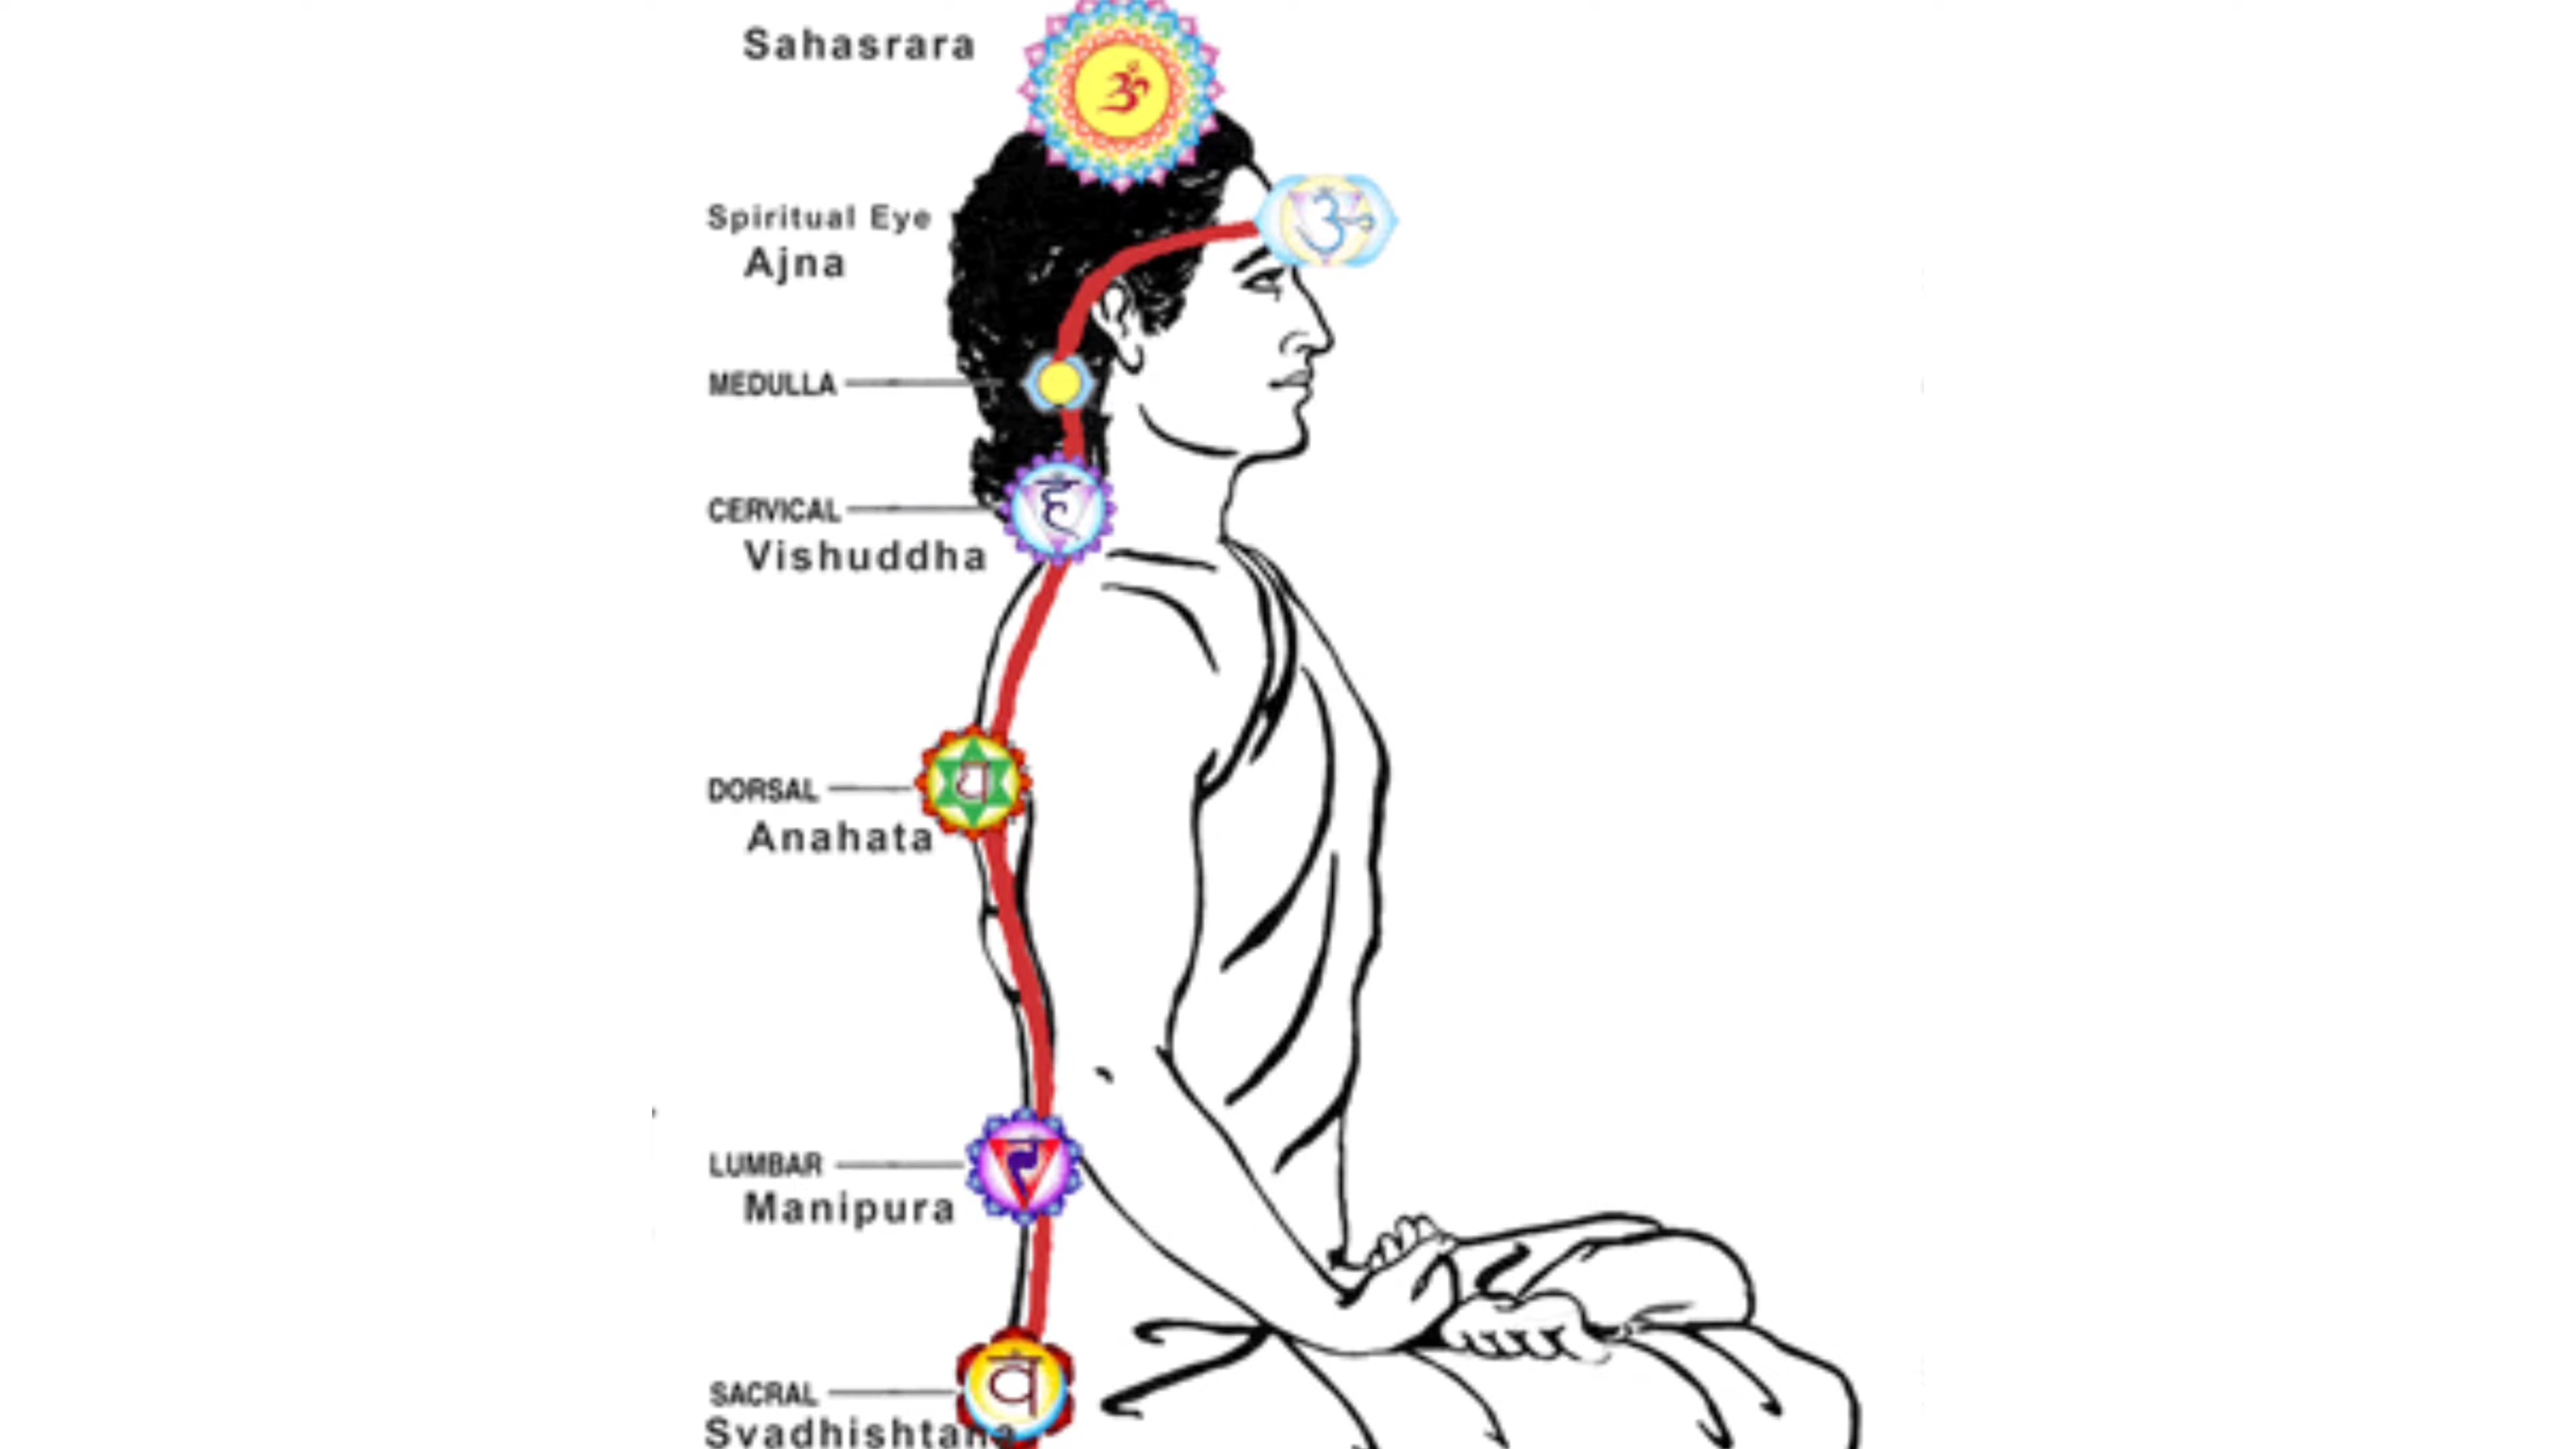 Sahasrara
ॐ
Spiritual Eye
Ajna
ॐ
MEDULLA
CERVICAL
हं
Vishuddha
DORSAL
Anahata
LUMBAR
Manipura
SACRAL
वं
Svadhishtana